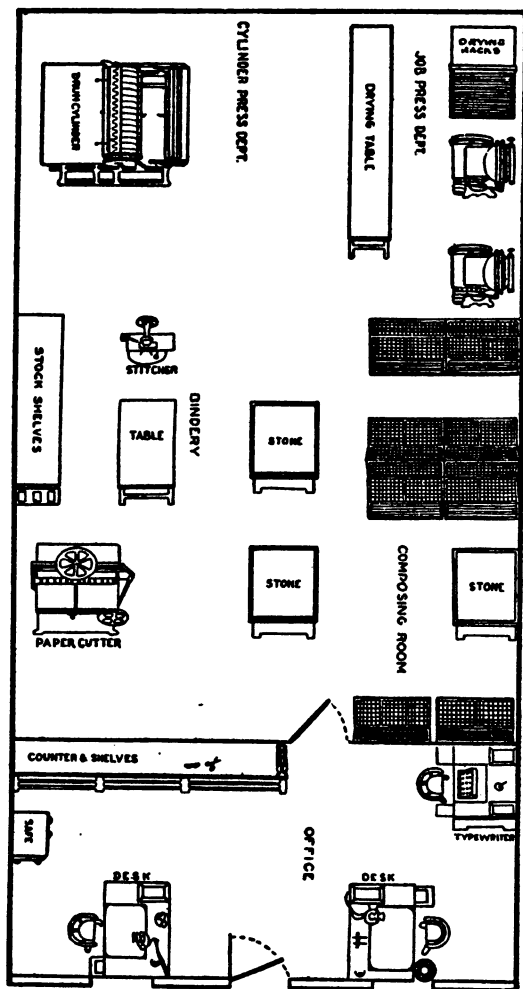 DRYING
RACKS
JOB PRESS DEPT.
DRYING TABLE
CYLINDER PRESS DEPT.
DRUM CYLINDER
STITCHER
STOCK SHELVES
TABLE
BINDERY
STONE
STONE
COMPOSING ROOM
STONE
PAPER CUTTER
COUNTER & SHELVES
TYPEWRITER
SAFE
OFFICE
DESK
DESK